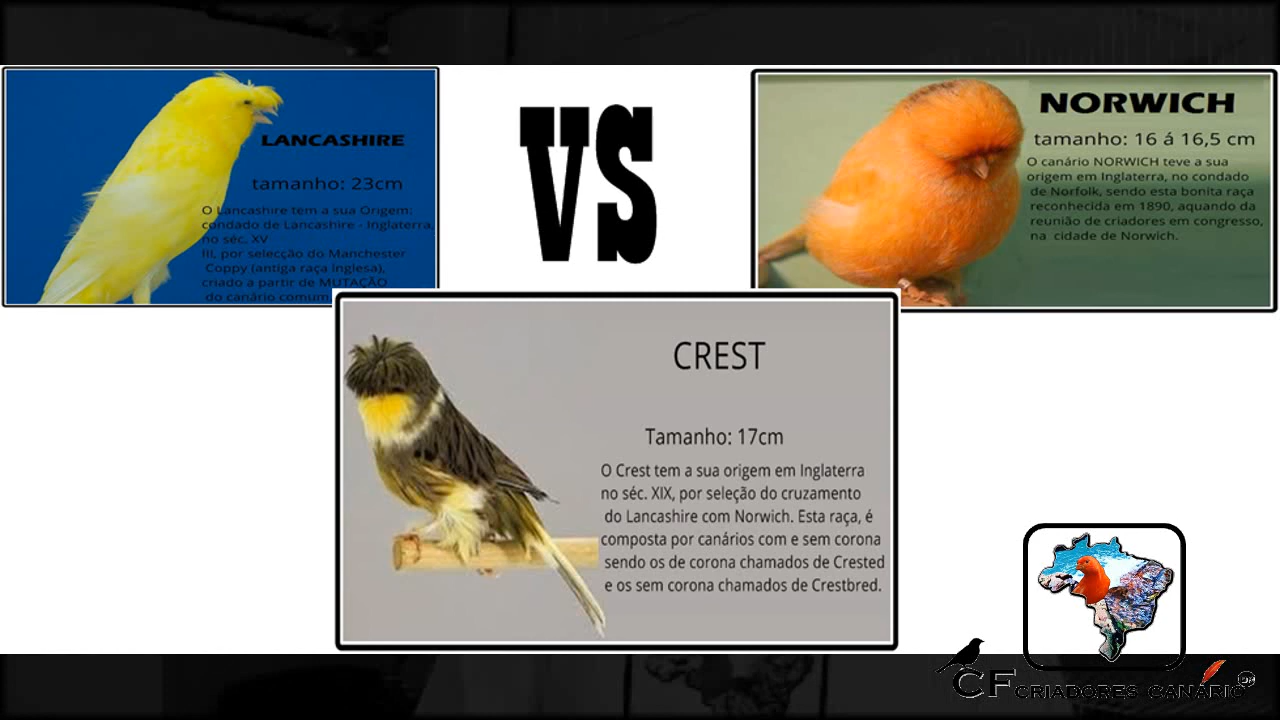 LANCASHIRE
tamanho: 23cm
O Lancashire tem a sua Origem:
condado de Lancashire - Inglaterra,
no séc. XV
III, por selecção do Manchester
Coppy (antiga raça inglesa),
criado a partir de MUTAÇÃO
do canário comum
VS
NORWICH
tamanho: 16 á 16,5 cm
O canário NORWICH teve a sua
origem em Inglaterra, no condado
de Norfolk, sendo esta bonita raça
reconhecida em 1890, aquando da
reunião de criadores em congresso,
na cidade de Norwich.
CREST
Tamanho: 17cm
O Crest tem a sua origem em Inglaterra
no séc. XIX, por seleção do cruzamento
do Lancashire com Norwich. Esta raça, é
composta por canários com e sem corona
sendo os de corona chamados de Crested
e os sem corona chamados de Crestbred.
CF CRIADORES CANÁRIO DF